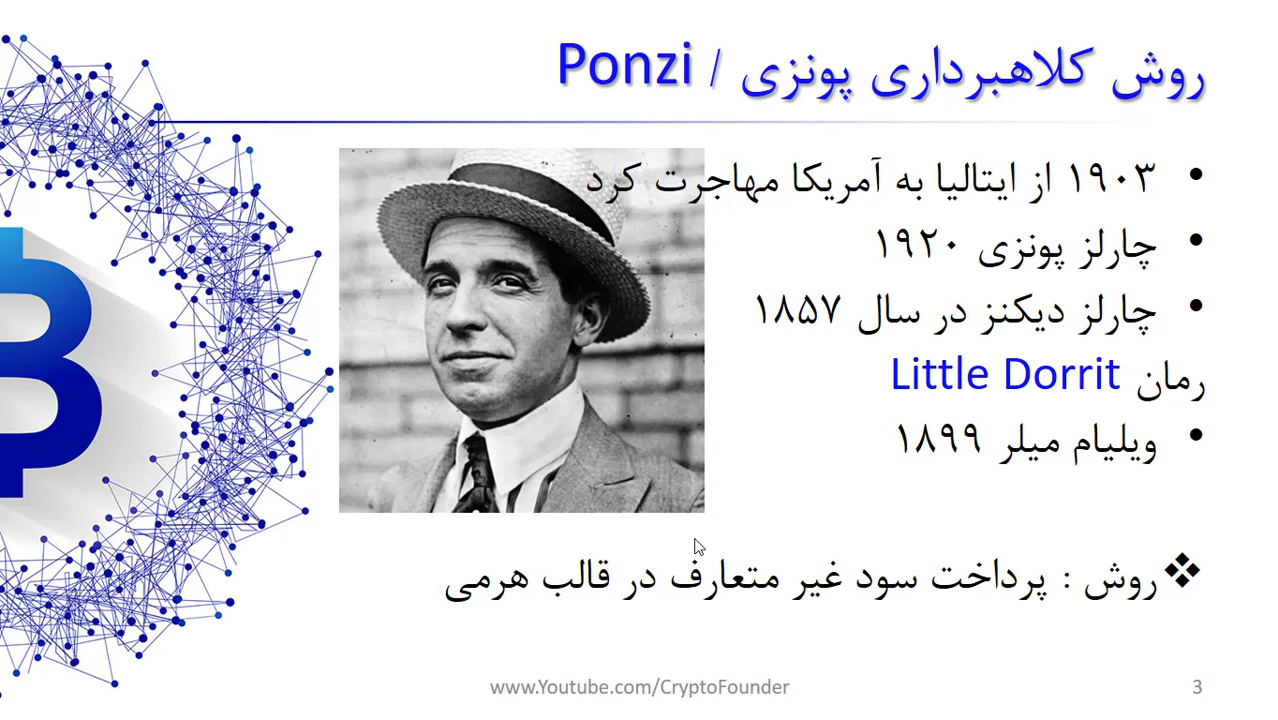 روش کلاهبرداری پونزی / Ponzi
• ۱۹۰۳ از ایتالیا به آمریکا مهاجرت کرد
• چارلز پونزی ۱۹۲۰
• چارلز دیکنز در سال ۱۸۵۷
رمان Little Dorrit
• ویلیام میلر ۱۸۹۹
❖ روش : پرداخت سود غیر متعارف در قالب هرمی
www.Youtube.com/CryptoFounder
3